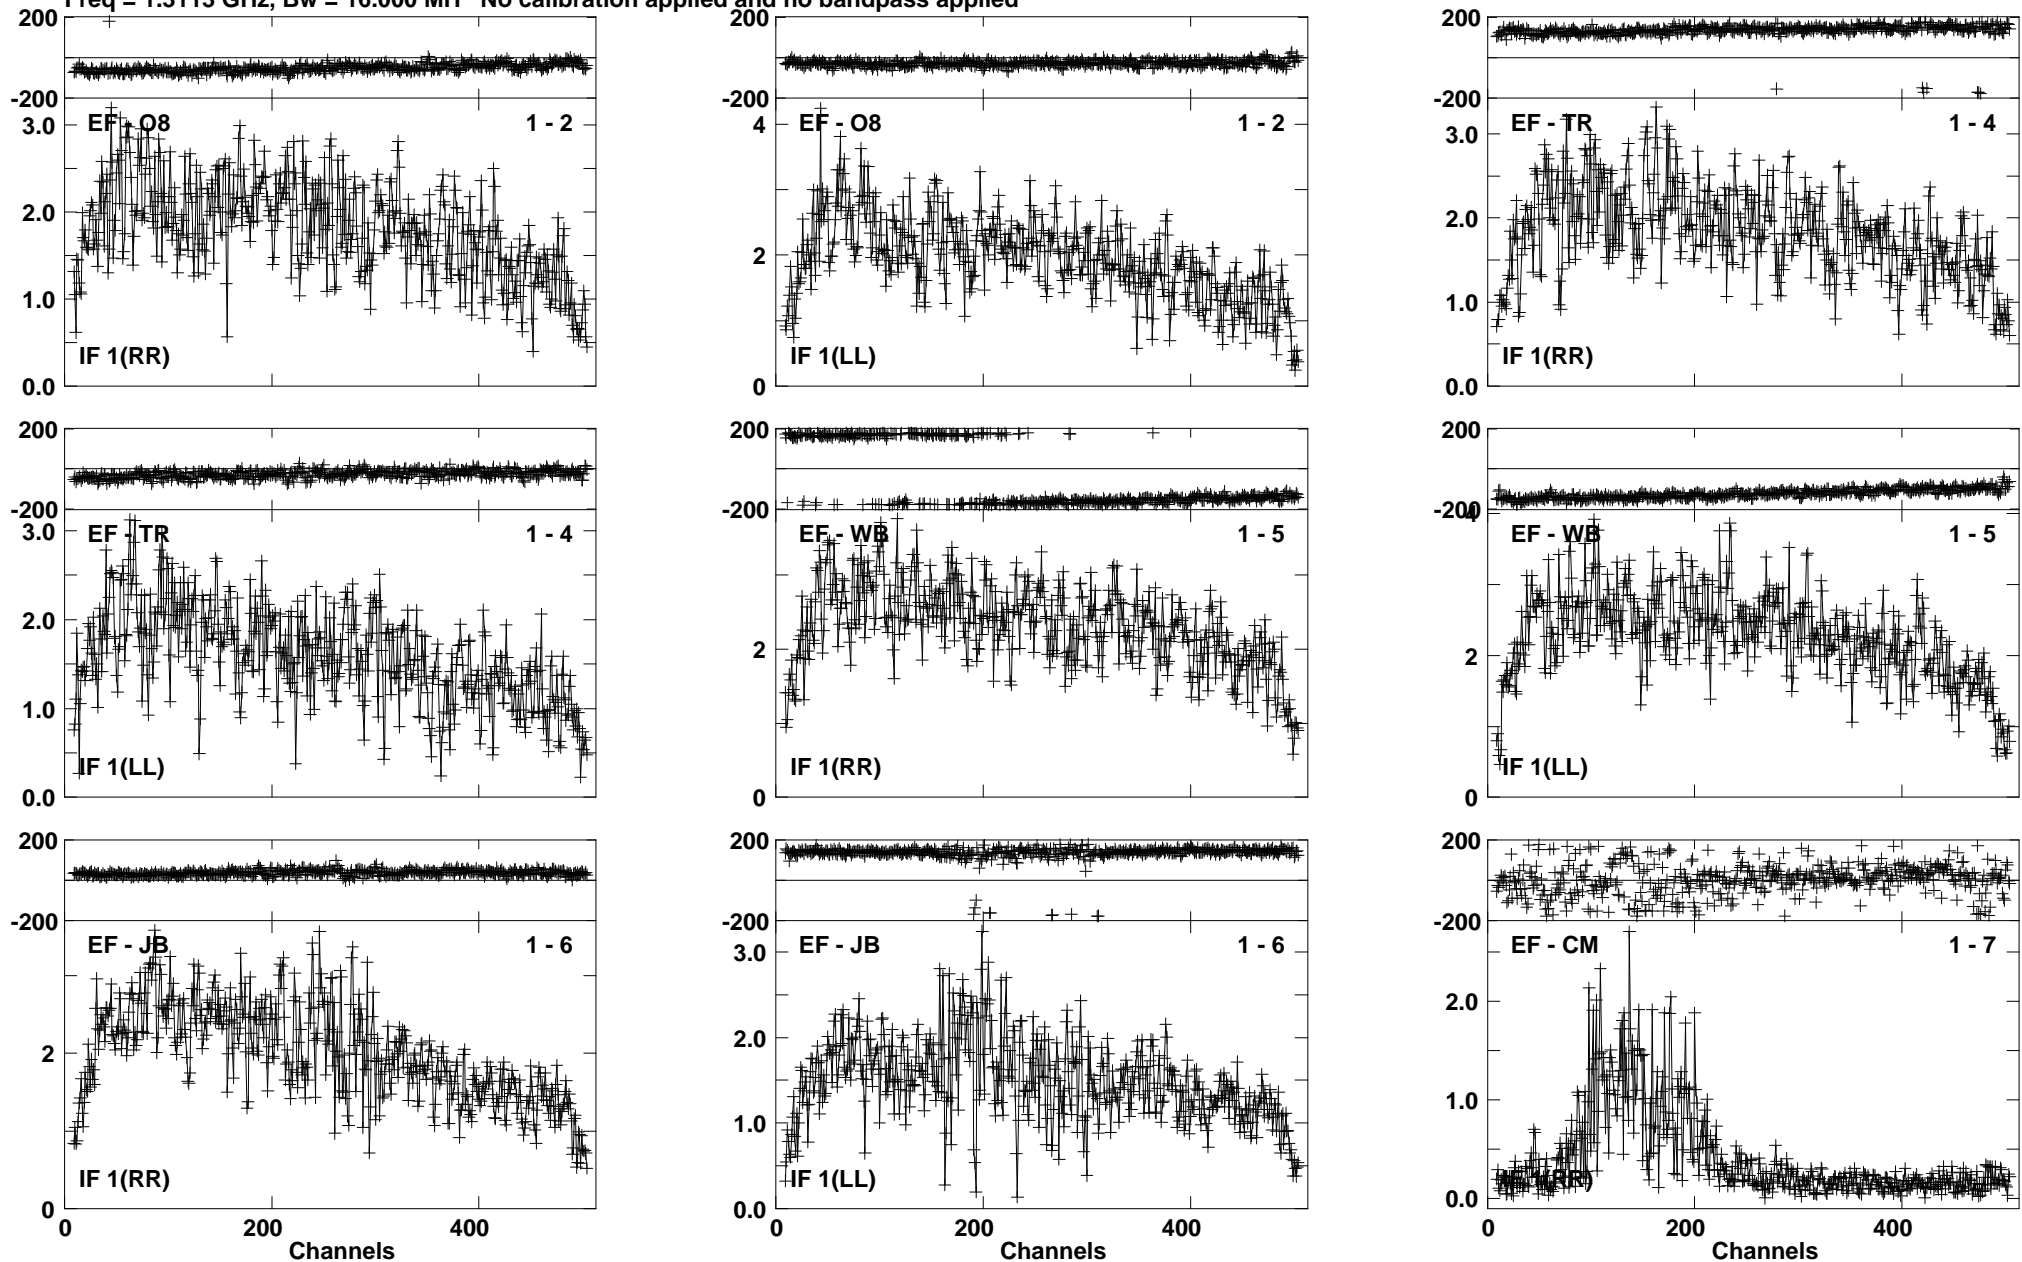 Freq = 1.3115 GHz, Bw = 16.000 MH No calibration applied and no bandpass applied
200
-200
EF - O8 1 - 2
3.0
2.0
1.0
0.0
IF 1(RR)
200
-200
EF - O8 1 - 2
4
2
0
IF 1(LL)
200
-200
EF - TR 1 - 4
3.0
2.0
1.0
0.0
IF 1(RR)
200
-200
EF - TR 1 - 4
3.0
2.0
1.0
0.0
IF 1(LL)
200
-200
EF - WB 1 - 5
2
0
IF 1(RR)
200
-200
4
EF - WB 1 - 5
2
0
IF 1(LL)
200
-200
EF - JB 1 - 6
2
0
IF 1(RR)
0 200 400
Channels
200
-200
EF - JB 1 - 6
3.0
2.0
1.0
0.0
IF 1(LL)
0 200 400
Channels
200
-200
EF - CM 1 - 7
2.0
1.0
0.0
IF 1(RR)
0 200 400
Channels